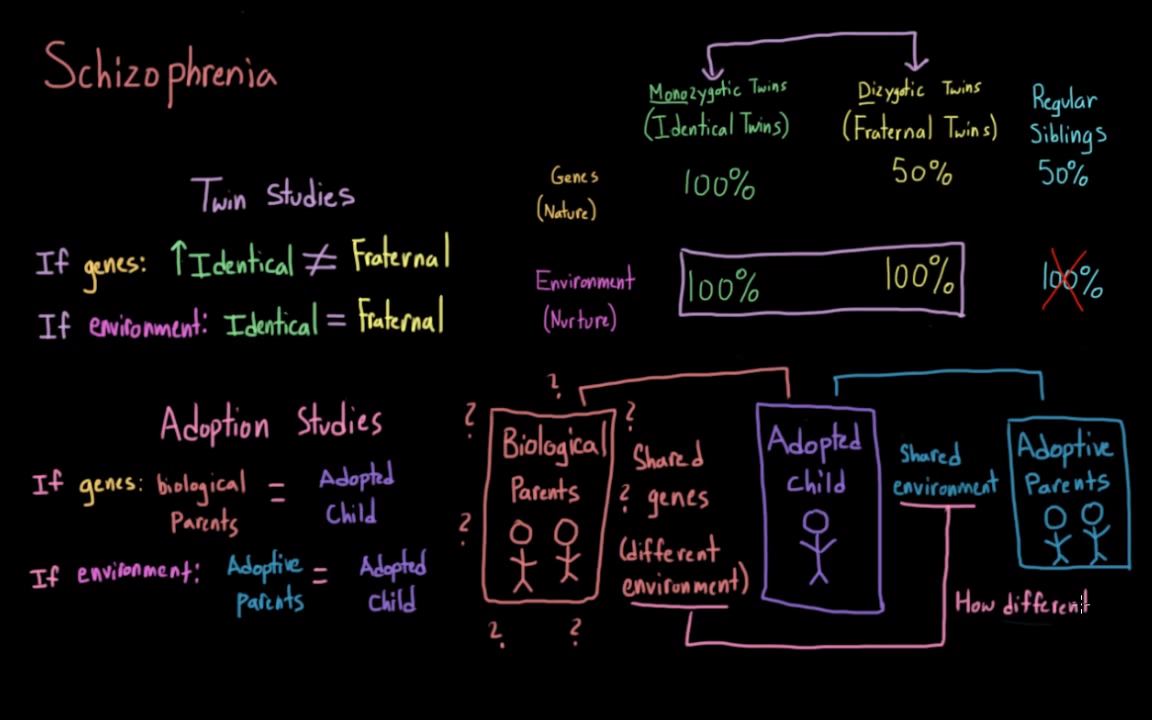 Schizophrenia
Monozygotic Twins
(Identical Twins)
Dizygotic Twins
(Fraternal Twins)
Regular
Siblings
Genes
(Nature)
100%
50%
50%
Environment
(Nurture)
100%
100%
100%
Twin Studies
If genes: ↑Identical ≠ Fraternal
If environment: Identical = Fraternal
Adoption Studies
If genes: biological = Adopted
Parents Child
If environment: Adoptive = Adopted
Parents Child
?
?
?
?
?
?
?
Biological
Parents
Shared
? genes
(different
environment)
Adopted
Child
Shared
environment
Adoptive
Parents
How different